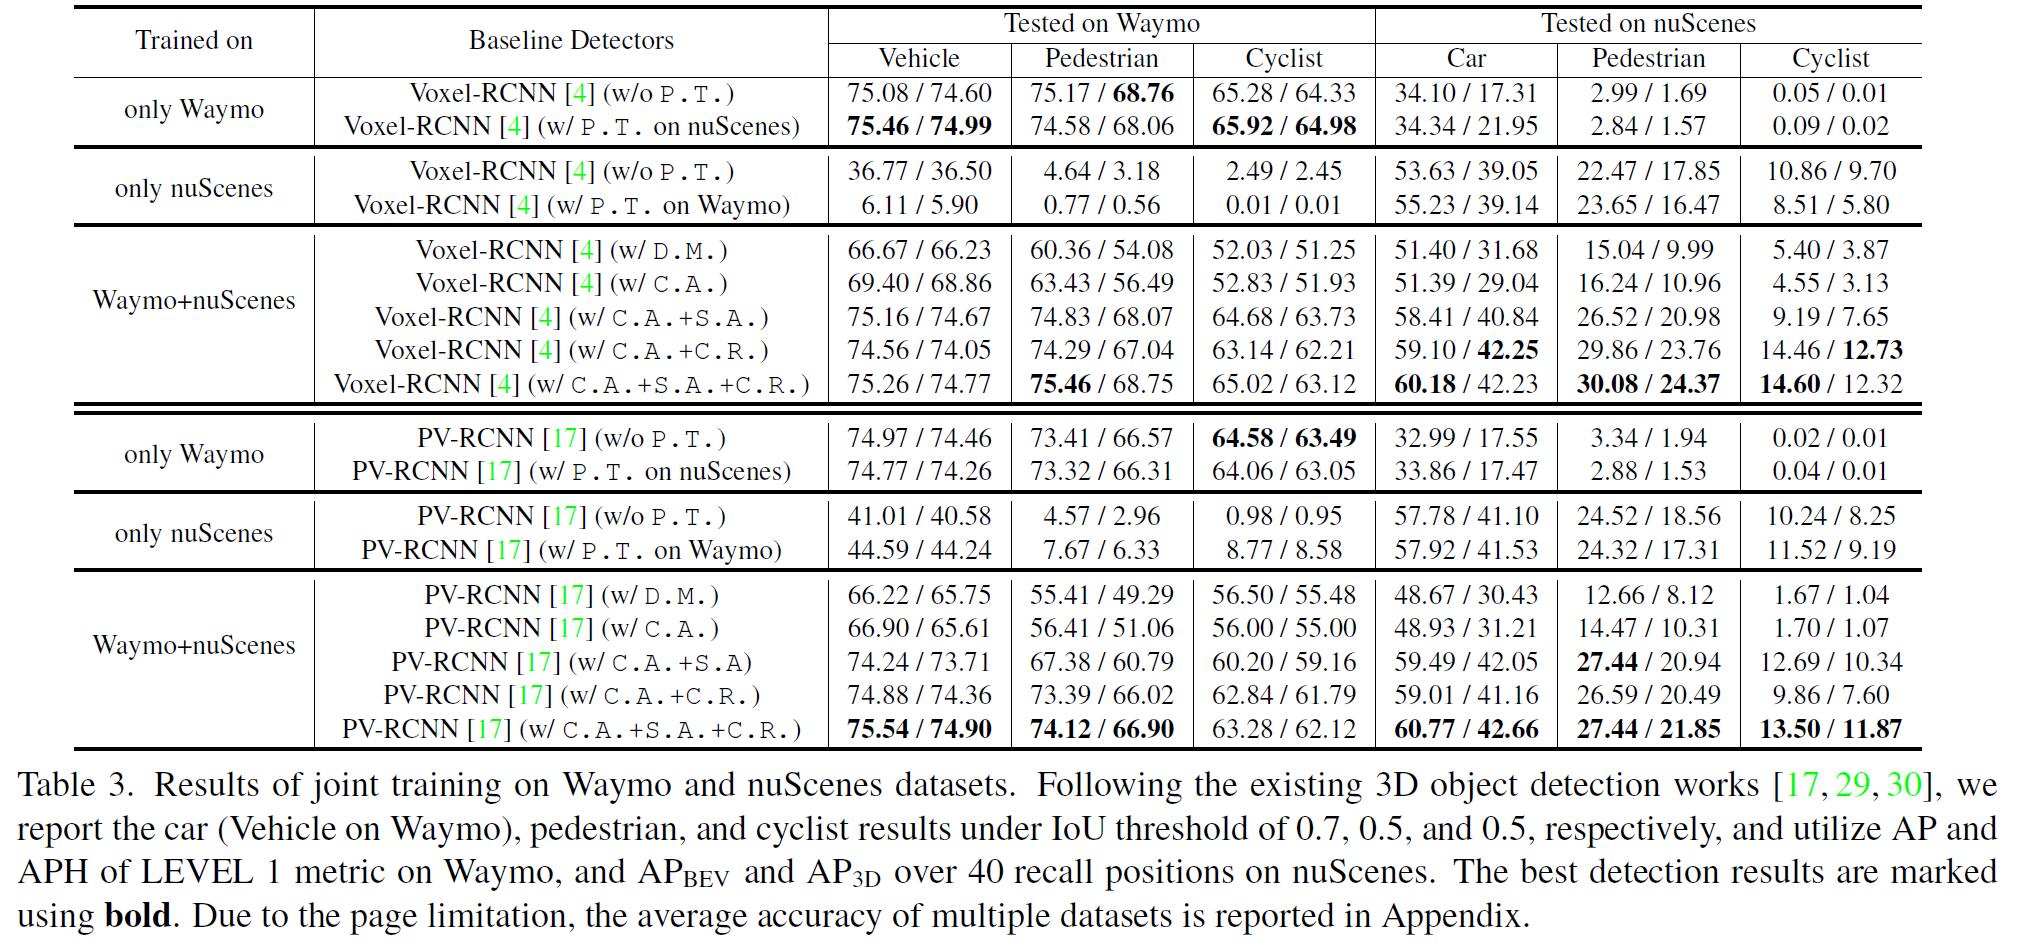 Trained on | Baseline Detectors | Tested on Waymo | Tested on nuScenes
Vehicle | Pedestrian | Cyclist | Car | Pedestrian | Cyclist
only Waymo | Voxel-RCNN [4] (w/o P.T.) | 75.08 / 74.60 | 75.17 / 68.76 | 65.28 / 64.33 | 34.10 / 17.31 | 2.99 / 1.69 | 0.05 / 0.01
Voxel-RCNN [4] (w/ P.T. on nuScenes) | 75.46 / 74.99 | 74.58 / 68.06 | 65.92 / 64.98 | 34.34 / 21.95 | 2.84 / 1.57 | 0.09 / 0.02
only nuScenes | Voxel-RCNN [4] (w/o P.T.) | 36.77 / 36.50 | 4.64 / 3.18 | 2.49 / 2.45 | 53.63 / 39.05 | 22.47 / 17.85 | 10.86 / 9.70
Voxel-RCNN [4] (w/ P.T. on Waymo) | 6.11 / 5.90 | 0.77 / 0.56 | 0.01 / 0.01 | 55.23 / 39.14 | 23.65 / 16.47 | 8.51 / 5.80
Waymo+nuScenes | Voxel-RCNN [4] (w/ D.M.) | 66.67 / 66.23 | 60.36 / 54.08 | 52.03 / 51.25 | 51.40 / 31.68 | 15.04 / 9.99 | 5.40 / 3.87
Voxel-RCNN [4] (w/ C.A.) | 69.40 / 68.86 | 63.43 / 56.49 | 52.83 / 51.93 | 51.39 / 29.04 | 16.24 / 10.96 | 4.55 / 3.13
Voxel-RCNN [4] (w/ C.A.+S.A.) | 75.16 / 74.67 | 74.83 / 68.07 | 64.68 / 63.73 | 58.41 / 40.84 | 26.52 / 20.98 | 9.19 / 7.65
Voxel-RCNN [4] (w/ C.A.+C.R.) | 74.56 / 74.05 | 74.29 / 67.04 | 63.14 / 62.21 | 59.10 / 42.25 | 29.86 / 23.76 | 14.46 / 12.73
Voxel-RCNN [4] (w/ C.A.+S.A.+C.R.) | 75.26 / 74.77 | 75.46 / 68.75 | 65.02 / 63.12 | 60.18 / 42.23 | 30.08 / 24.37 | 14.60 / 12.32
only Waymo | PV-RCNN [17] (w/o P.T.) | 74.97 / 74.46 | 73.41 / 66.57 | 64.58 / 63.49 | 32.99 / 17.55 | 3.34 / 1.94 | 0.02 / 0.01
PV-RCNN [17] (w/ P.T. on nuScenes) | 74.77 / 74.26 | 73.32 / 66.31 | 64.06 / 63.05 | 33.86 / 17.47 | 2.88 / 1.53 | 0.04 / 0.01
only nuScenes | PV-RCNN [17] (w/o P.T.) | 41.01 / 40.58 | 4.57 / 2.96 | 0.98 / 0.95 | 57.78 / 41.10 | 24.52 / 18.56 | 10.24 / 8.25
PV-RCNN [17] (w/ P.T. on Waymo) | 44.59 / 44.24 | 7.67 / 6.33 | 8.77 / 8.58 | 57.92 / 41.53 | 24.32 / 17.31 | 11.52 / 9.19
Waymo+nuScenes | PV-RCNN [17] (w/ D.M.) | 66.22 / 65.75 | 55.41 / 49.29 | 56.50 / 55.48 | 48.67 / 30.43 | 12.66 / 8.12 | 1.67 / 1.04
PV-RCNN [17] (w/ C.A.) | 66.90 / 65.61 | 56.41 / 51.06 | 56.00 / 55.00 | 48.93 / 31.21 | 14.47 / 10.31 | 1.70 / 1.07
PV-RCNN [17] (w/ C.A.+S.A) | 74.24 / 73.71 | 67.38 / 60.79 | 60.20 / 59.16 | 59.49 / 42.05 | 27.44 / 20.94 | 12.69 / 10.34
PV-RCNN [17] (w/ C.A.+C.R.) | 74.88 / 74.36 | 73.39 / 66.02 | 62.84 / 61.79 | 59.01 / 41.16 | 26.59 / 20.49 | 9.86 / 7.60
PV-RCNN [17] (w/ C.A.+S.A.+C.R.) | 75.54 / 74.90 | 74.12 / 66.90 | 63.28 / 62.12 | 60.77 / 42.66 | 27.44 / 21.85 | 13.50 / 11.87
Table 3. Results of joint training on Waymo and nuScenes datasets. Following the existing 3D object detection works [17, 29, 30], we
report the car (Vehicle on Waymo), pedestrian, and cyclist results under IoU threshold of 0.7, 0.5, and 0.5, respectively, and utilize AP and
APH of LEVEL 1 metric on Waymo, and APBEV and AP3D over 40 recall positions on nuScenes. The best detection results are marked
using bold. Due to the page limitation, the average accuracy of multiple datasets is reported in Appendix.